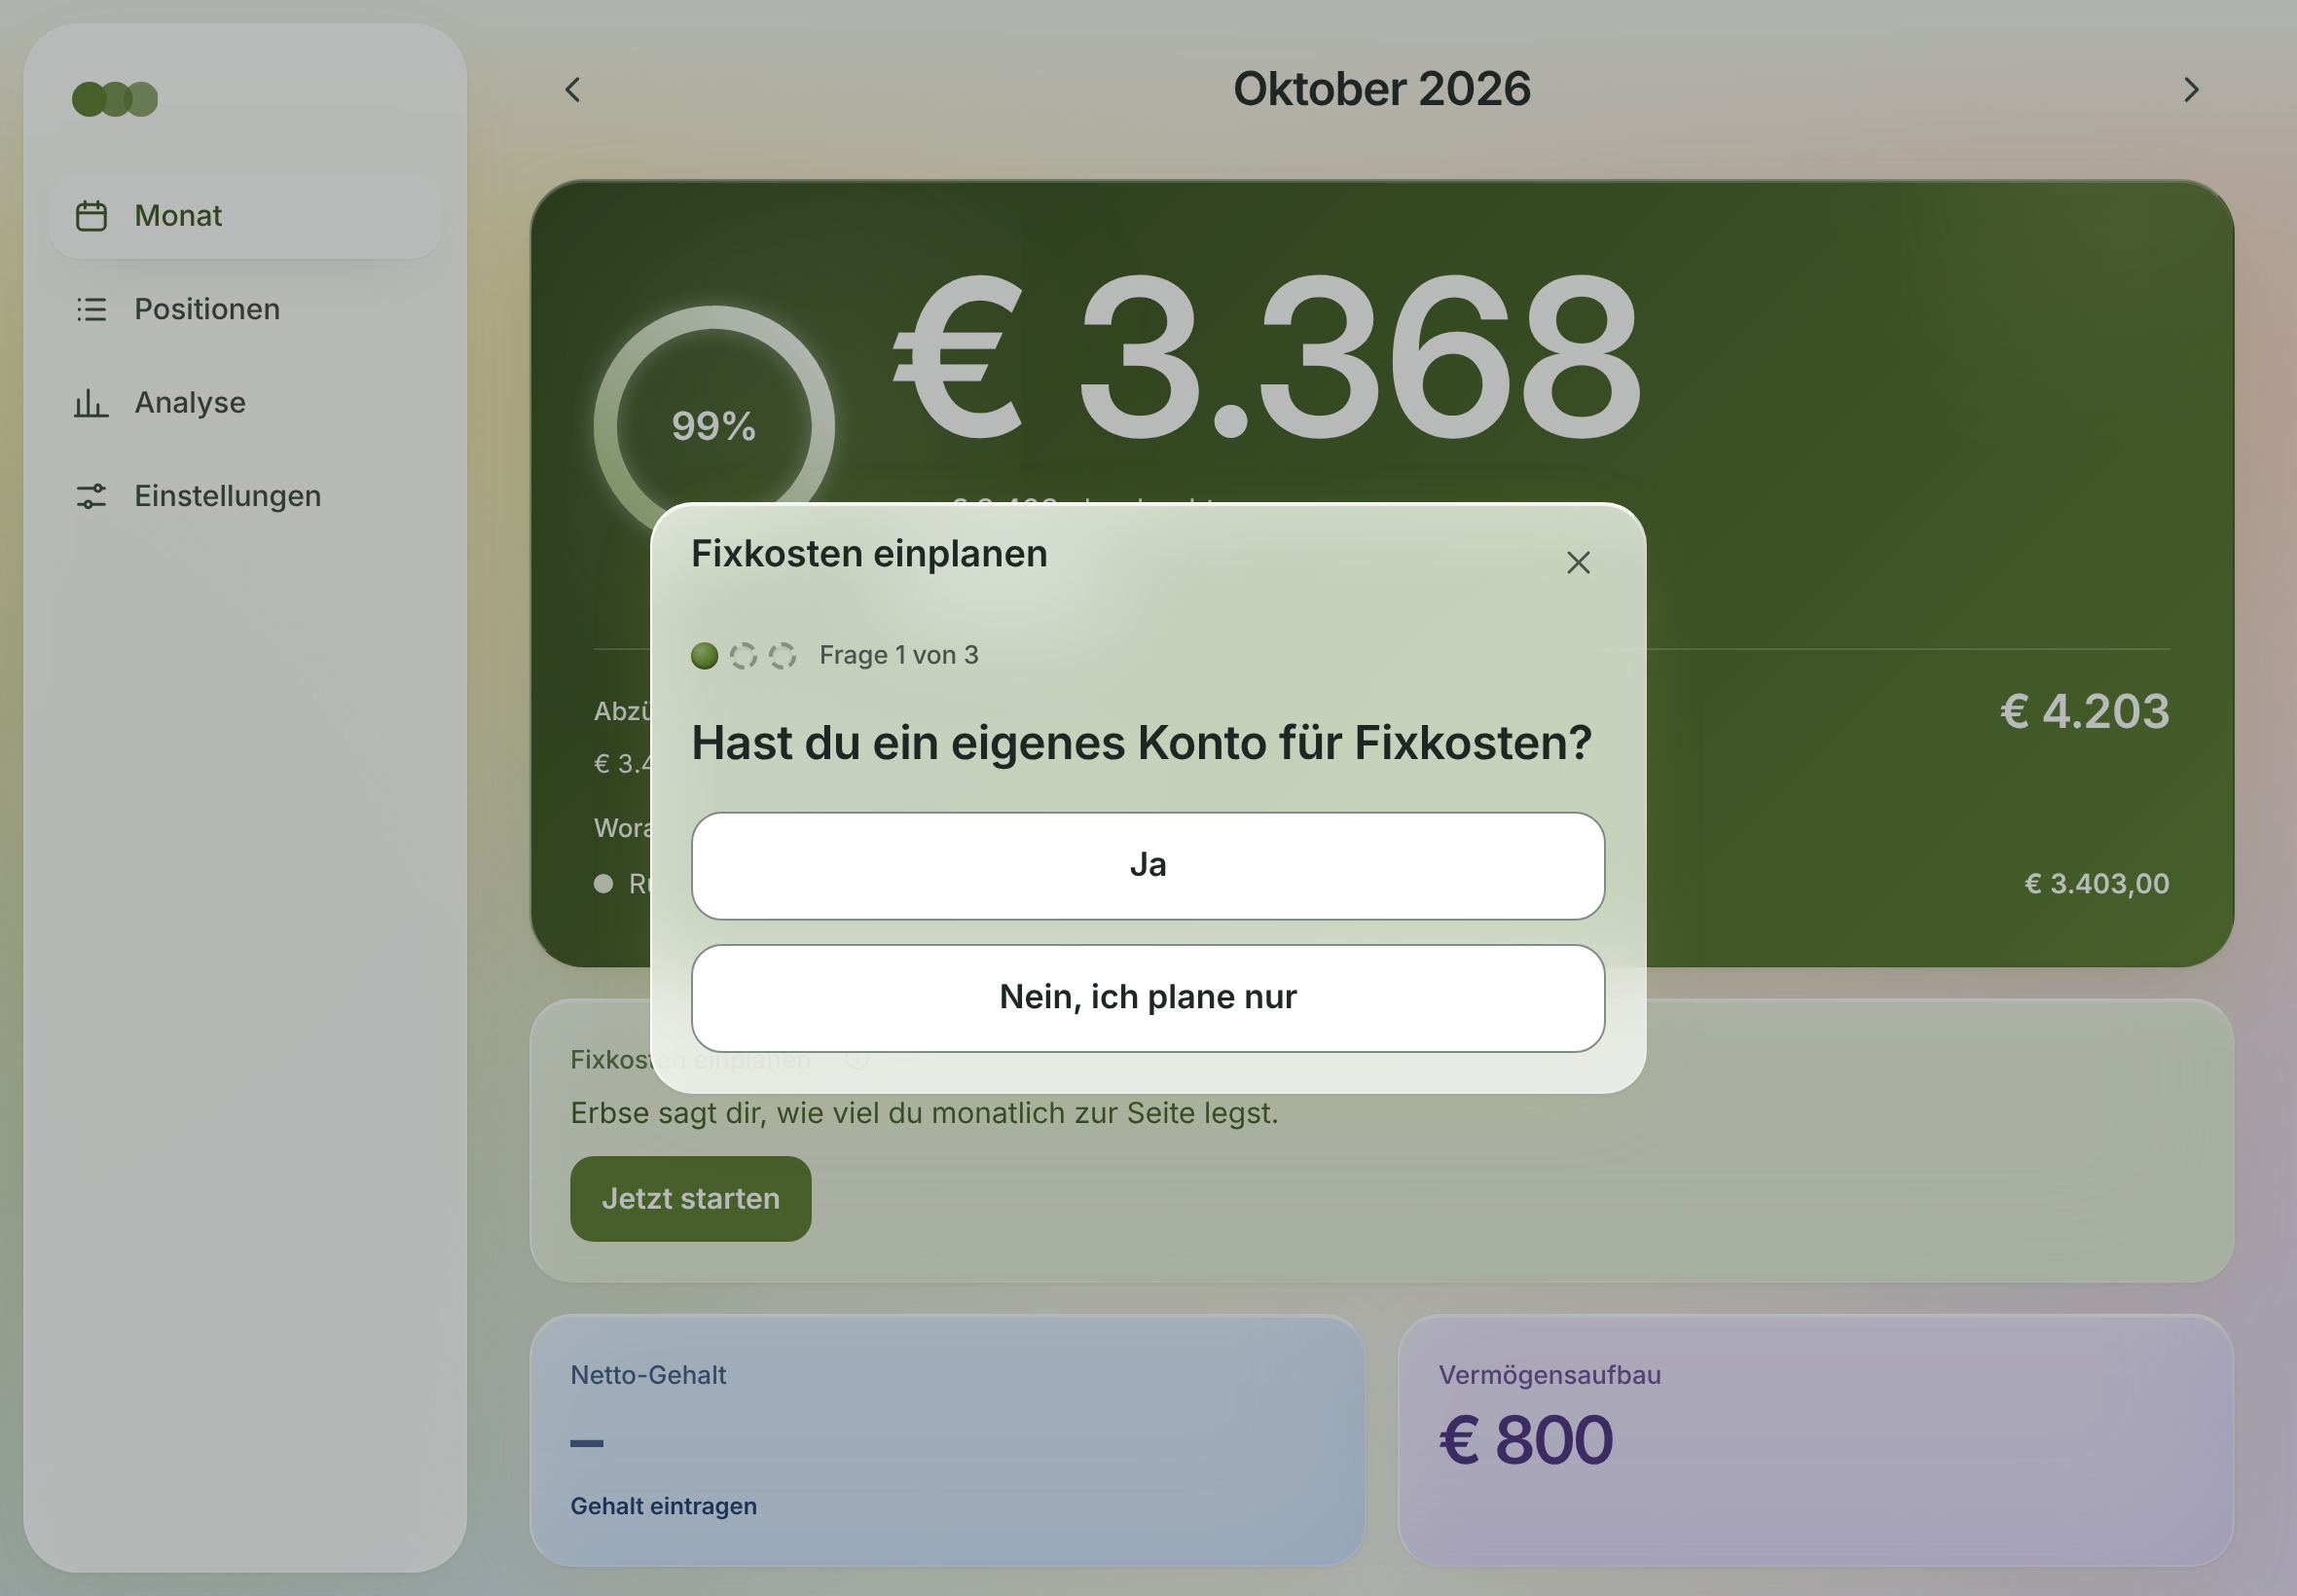 Oktober 2026
Monat
Positionen
Analyse
Einstellungen
99%
€ 3.368
Fixkosten einplanen
Frage 1 von 3
Hast du ein eigenes Konto für Fixkosten?
Ja
Nein, ich plane nur
€ 4.203
€ 3.403,00
Fixkosten einplanen
Erbse sagt dir, wie viel du monatlich zur Seite legst.
Jetzt starten
Netto-Gehalt
–
Gehalt eintragen
Vermögensaufbau
€ 800